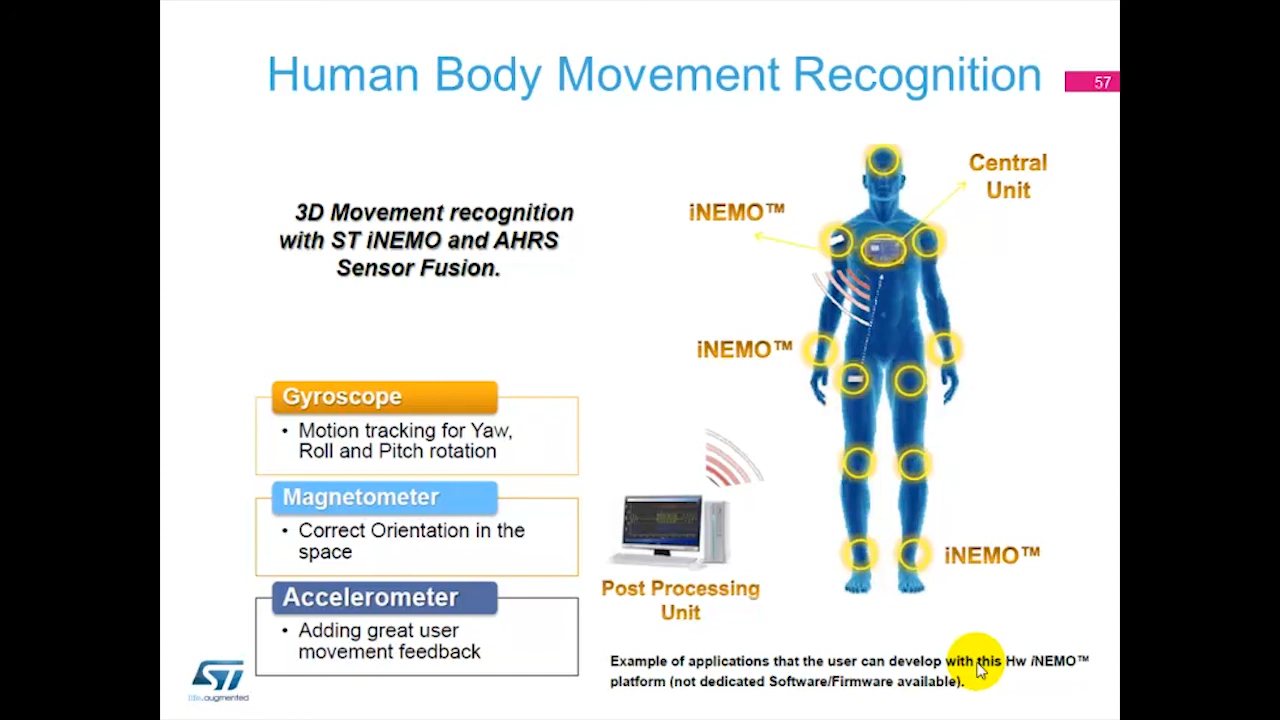 Human Body Movement Recognition
57
3D Movement recognition
with ST iNEMO and AHRS
Sensor Fusion.
Central
Unit
iNEMO™
iNEMO™
Gyroscope
• Motion tracking for Yaw,
Roll and Pitch rotation
Magnetometer
• Correct Orientation in the
space
Accelerometer
• Adding great user
movement feedback
iNEMO™
Post Processing
Unit
Example of applications that the user can develop with this Hw iNEMO™
platform (not dedicated Software/Firmware available).
ST
life.augmented